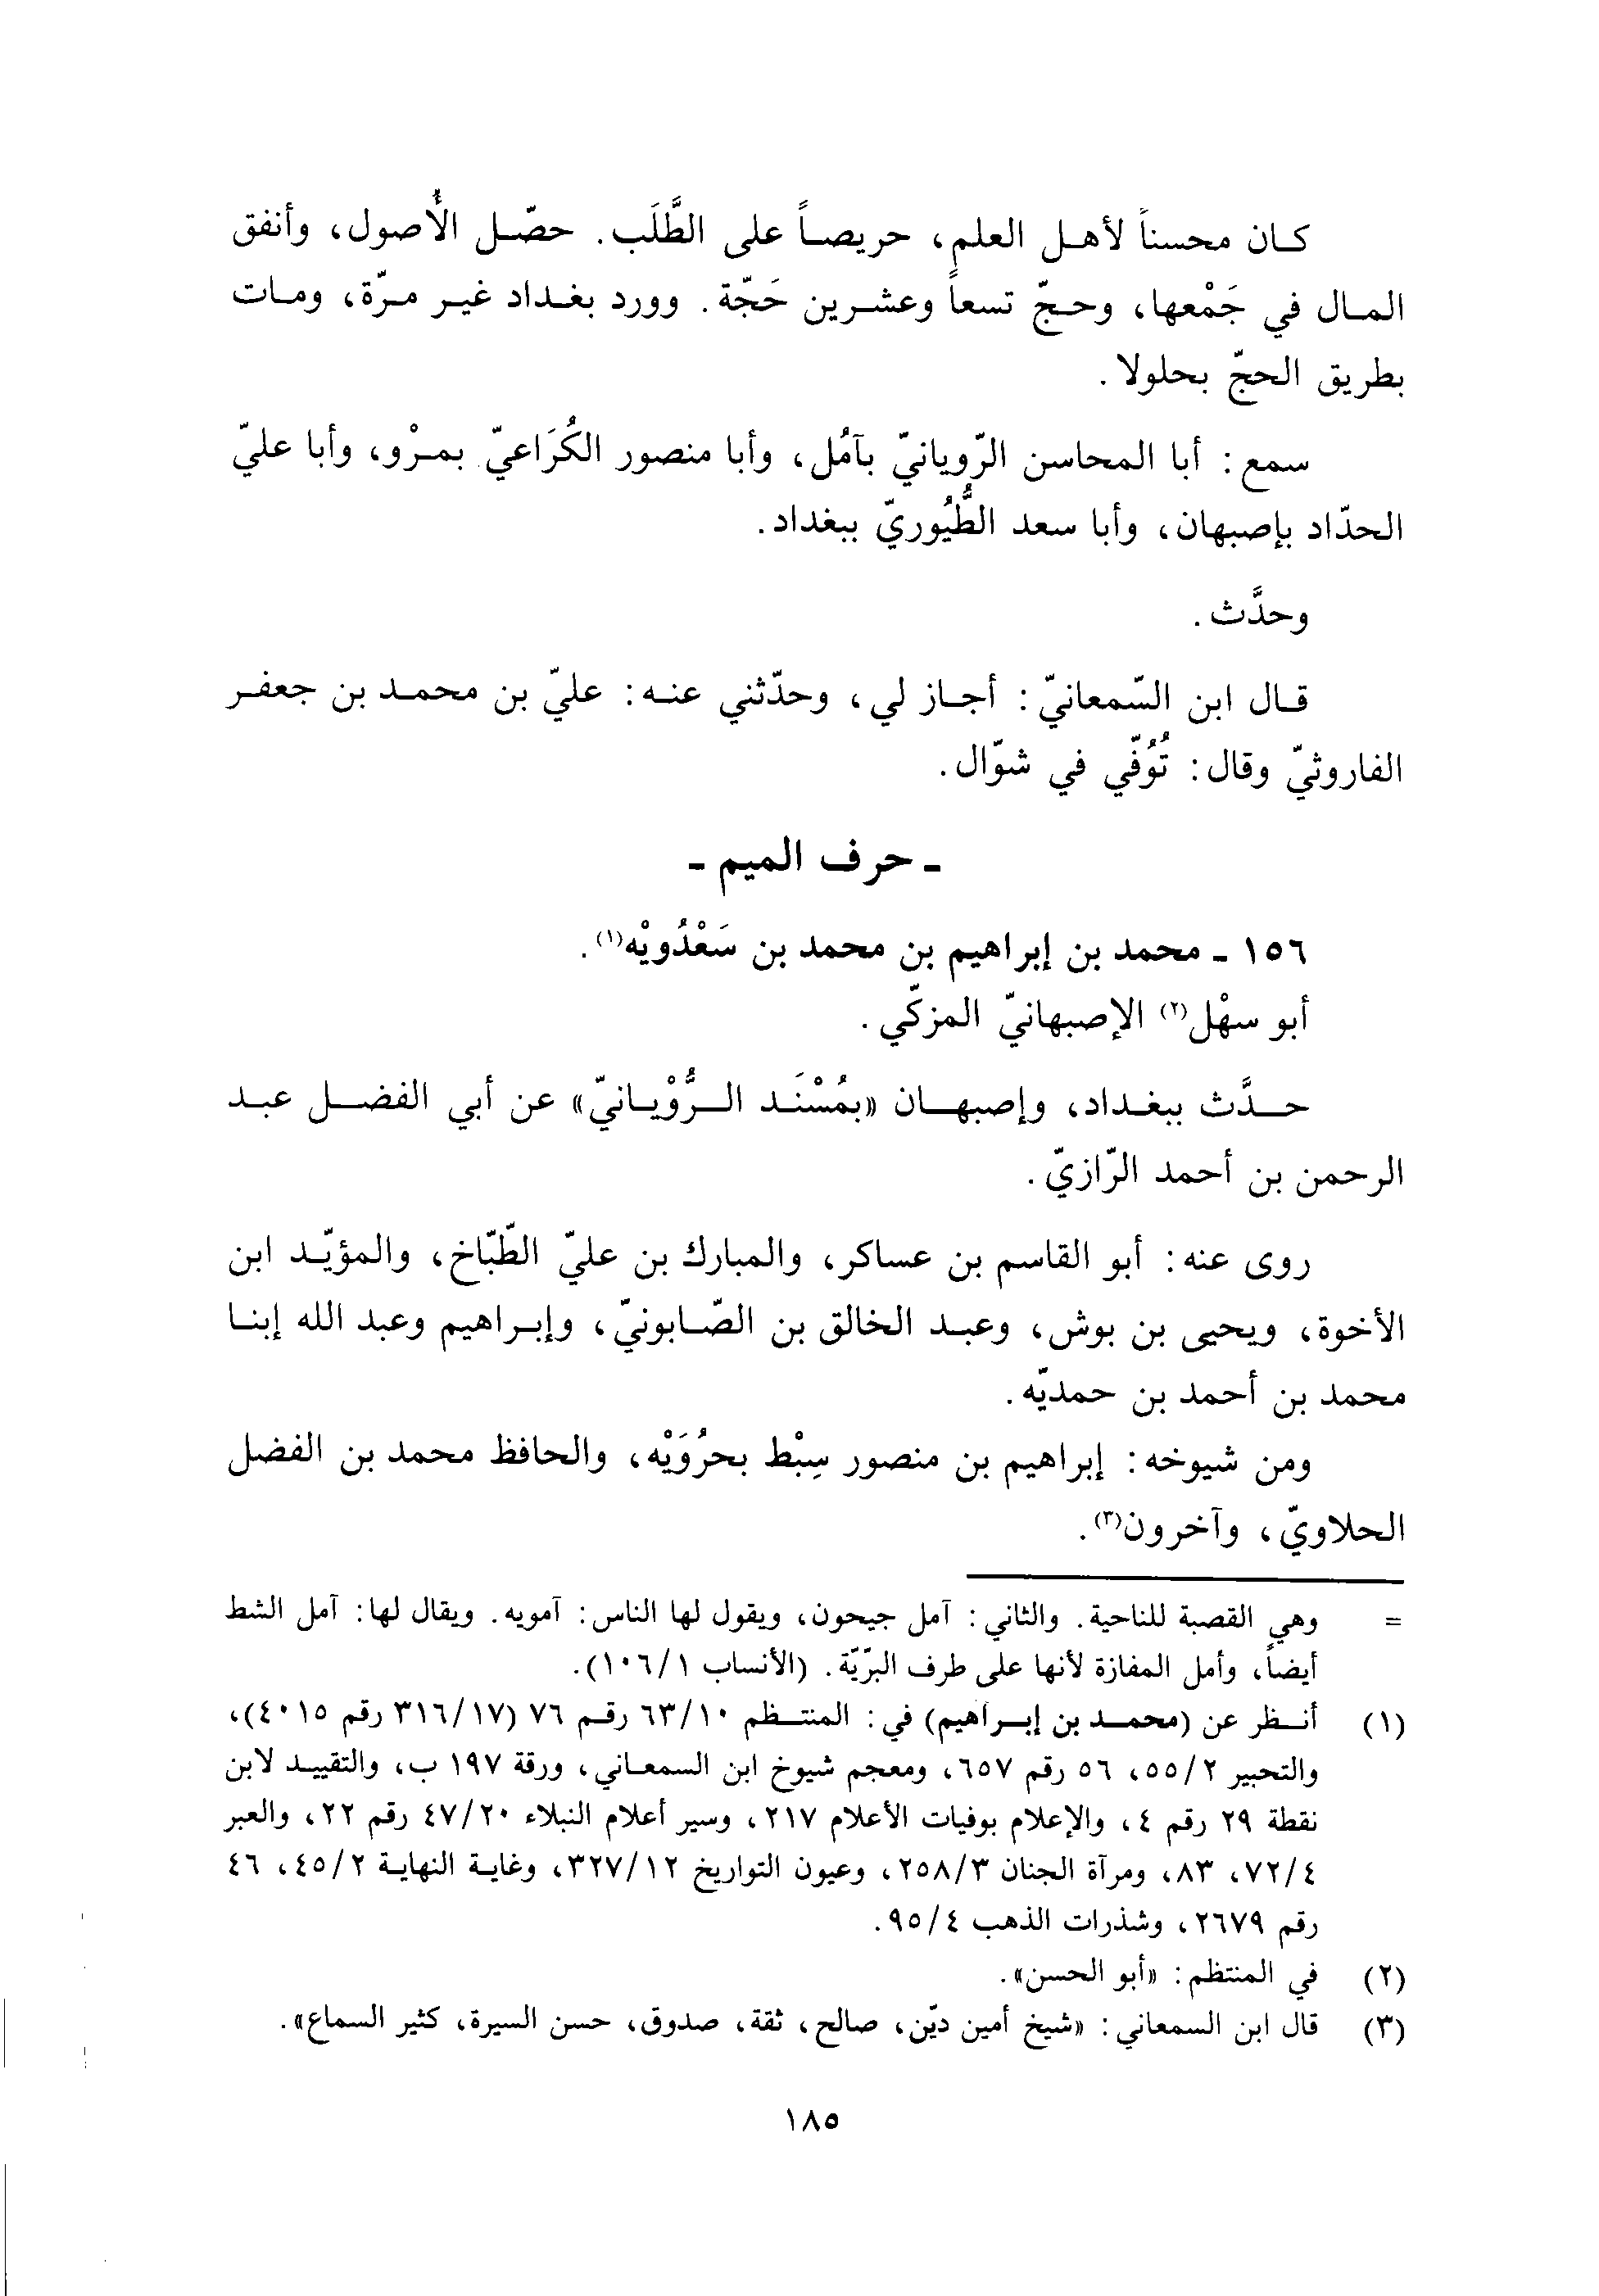 كان محسناً لأهل العلم، حريصاً على الطَّلَب. حصّل الأُصول، وأنفق
المال في جَمْعها، وحجّ تسعاً وعشرين حَجّة. وورد بغداد غير مرّة، ومات
بطريق الحجّ بحلولا.
سمع: أبا المحاسن الرّويانيّ بآمُل، وأبا منصور الكُرَاعيّ بمرْو، وأبا عليّ
الحدّاد بإصبهان، وأبا سعد الطُّيُوريّ ببغداد.
وحدَّث.
قال ابن السّمعانيّ: أجاز لي، وحدّثني عنه: عليّ بن محمد بن جعفر
الفاروثيّ وقال: تُوُفّي في شوّال.
ـ حرف الميم ـ
١٥٦ ـ محمد بن إبراهيم بن محمد بن سَعْدُويْه(١).
أبو سهْل(٢) الإصبهانيّ المزكّي.
حدَّث ببغداد، وإصبهان «بمُسْنَد الرُّوْيانيّ» عن أبي الفضل عبد
الرحمن بن أحمد الرّازيّ.
روى عنه: أبو القاسم بن عساكر، والمبارك بن عليّ الطّبّاخ، والمؤيّد ابن
الأخوة، ويحيى بن بوش، وعبد الخالق بن الصّابونيّ، وإبراهيم وعبد الله إبنا
محمد بن أحمد بن حمديّه.
ومن شيوخه: إبراهيم بن منصور سِبْط بحرُوَيْه، والحافظ محمد بن الفضل
الحلاويّ، وآخرون(٣).
= وهي القصبة للناحية. والثاني: آمل جيحون، ويقول لها الناس: آمويه. ويقال لها: آمل الشط
أيضاً، وأمل المفازة لأنها على طرف البرّيّة. (الأنساب ١٠٦/١).
(١) أنظر عن (محمد بن إبراهيم) في: المنتظم ٦٣/١٠ رقم ٧٦ (٣١٦/١٧ رقم ٤٠١٥)،
والتحبير ٥٥/٢، ٥٦ رقم ٦٥٧، ومعجم شيوخ ابن السمعاني، ورقة ١٩٧ ب، والتقييد لابن
نقطة ٢٩ رقم ٤، والإعلام بوفيات الأعلام ٢١٧، وسير أعلام النبلاء ٤٧/٢٠ رقم ٢٢، والعبر
٧٢/٤، ٨٣، ومرآة الجنان ٢٥٨/٣، وعيون التواريخ ٣٢٧/١٢، وغاية النهاية ٤٥/٢، ٤٦
رقم ٢٦٧٩، وشذرات الذهب ٩٥/٤.
(٢) في المنتظم: «أبو الحسن».
(٣) قال ابن السمعاني: «شيخ أمين ديّن، صالح، ثقة، صدوق، حسن السيرة، كثير السماع».
١٨٥